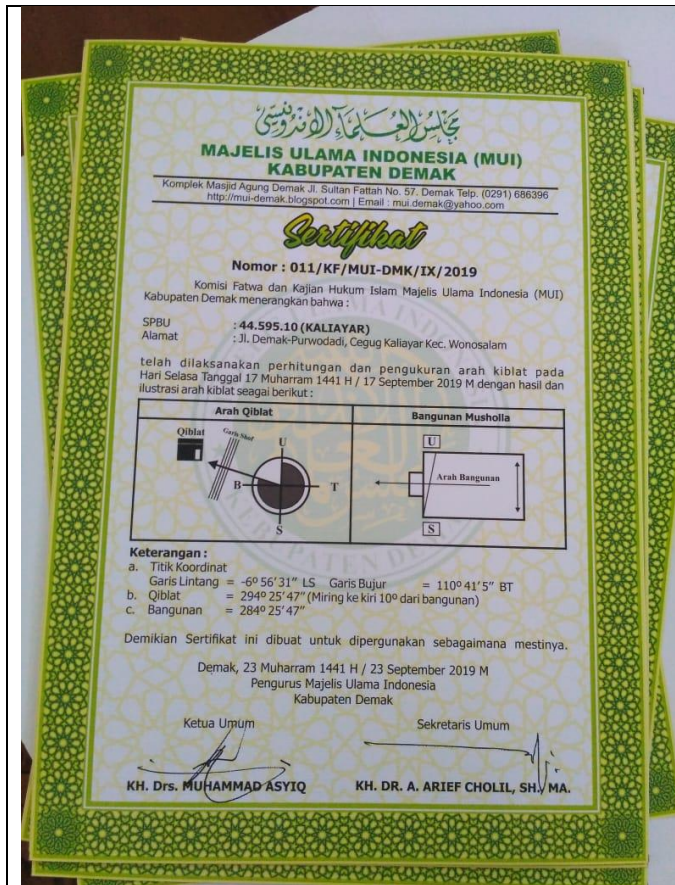 مجلس العلماء الاندونيسي
MAJELIS ULAMA INDONESIA (MUI)
KABUPATEN DEMAK
Komplek Masjid Agung Demak Jl. Sultan Fattah No. 57. Demak Telp. (0291) 686396
http://mui-demak.blogspot.com | Email : mui.demak@yahoo.com
Sertifikat
Nomor : 011/KF/MUI-DMK/IX/2019
Komisi Fatwa dan Kajian Hukum Islam Majelis Ulama Indonesia (MUI)
Kabupaten Demak menerangkan bahwa :
SPBU : 44.595.10 (KALIAYAR)
Alamat : Jl. Demak-Purwodadi, Cegug Kaliayar Kec. Wonosalam
telah dilaksanakan perhitungan dan pengukuran arah kiblat pada
Hari Selasa Tanggal 17 Muharram 1441 H / 17 September 2019 M dengan hasil dan
ilustrasi arah kiblat seagai berikut :
Arah Qiblat
Bangunan Musholla
Qiblat
Garis Shof
U
B
T
S
U
Arah Bangunan
S
Keterangan :
a. Titik Koordinat
Garis Lintang = -6º 56' 31" LS Garis Bujur = 110º 41' 5" BT
b. Qiblat = 294º 25' 47" (Miring ke kiri 10º dari bangunan)
c. Bangunan = 284º 25' 47"
Demikian Sertifikat ini dibuat untuk dipergunakan sebagaimana mestinya.
Demak, 23 Muharram 1441 H / 23 September 2019 M
Pengurus Majelis Ulama Indonesia
Kabupaten Demak
Ketua Umum
Sekretaris Umum
KH. Drs. MUHAMMAD ASYIQ
KH. DR. A. ARIEF CHOLIL, SH., MA.